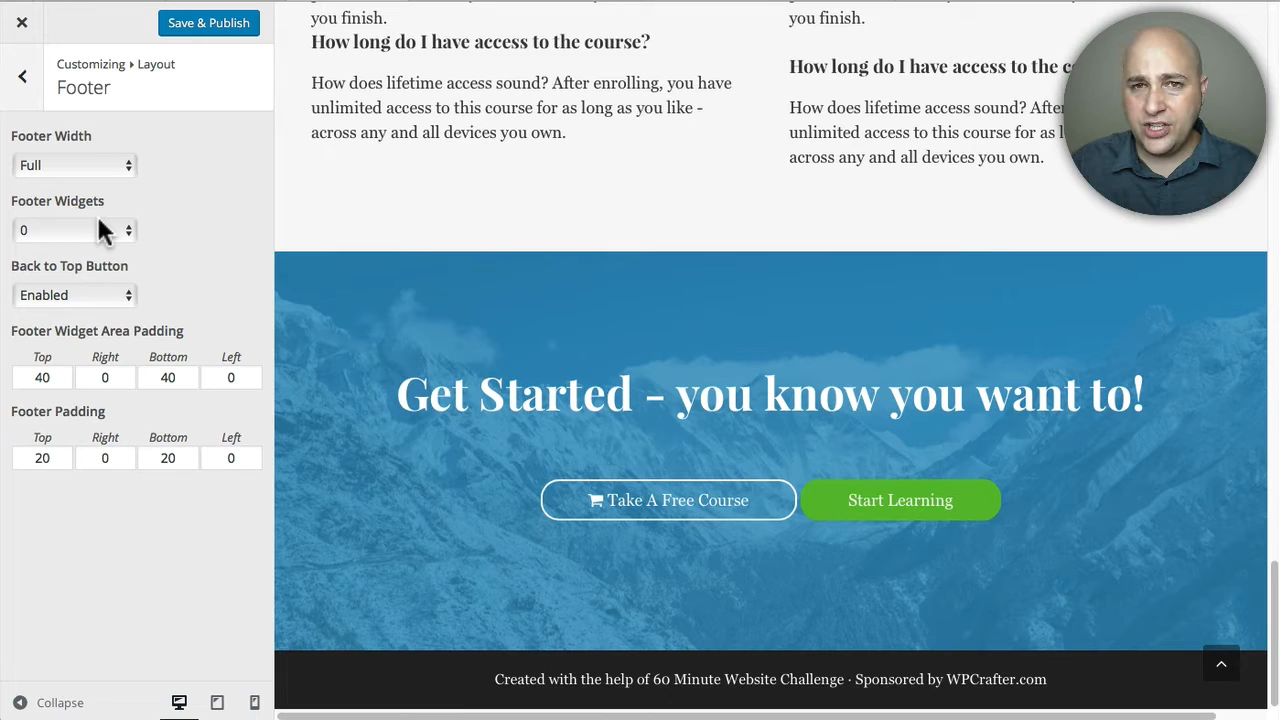 Save & Publish
Customizing ▸ Layout
Footer
Footer Width
Full
Footer Widgets
0
Back to Top Button
Enabled
Footer Widget Area Padding
Top Right Bottom Left
40 0 40 0
Footer Padding
Top Right Bottom Left
20 0 20 0
Collapse
you finish.
How long do I have access to the course?
How does lifetime access sound? After enrolling, you have
unlimited access to this course for as long as you like -
across any and all devices you own.
you finish.
How long do I have access to the
How does lifetime access sound? After
unlimited access to this course for as
across any and all devices you own.
Get Started - you know you want to!
Take A Free Course
Start Learning
Created with the help of 60 Minute Website Challenge · Sponsored by WPCrafter.com